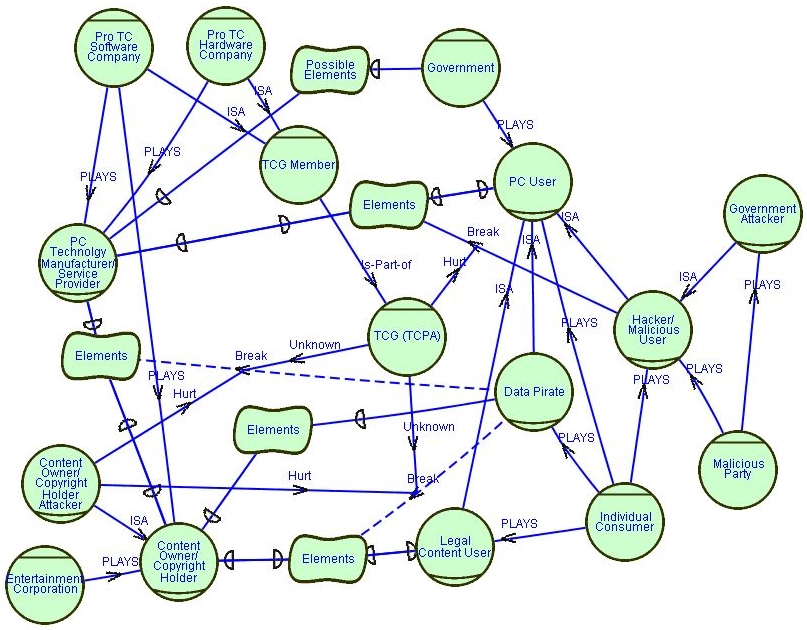 Pro TC
Software
Company
Pro TC
Hardware
Company
Possible
Elements
Government
ISA
ISA
PLAYS
PLAYS
PLAYS
TCG Member
PC User
Elements
Government
Attacker
PC
Technolgy
Manufacturer/
Service
Provider
Break
ISA
ISA
Is-Part-of
Hurt
ISA
ISA
PLAYS
TCG (TCPA)
Hacker/
Malicious
User
PLAYS
Unknown
Elements
Break
PLAYS
PLAYS
PLAYS
Hurt
Data Pirate
Elements
Unknown
PLAYS
Content
Owner/
Copyright
Holder
Attacker
Hurt
Break
Malicious
Party
ISA
PLAYS
Individual
Consumer
Content
Owner/
Copyright
Holder
Elements
Legal
Content User
PLAYS
Entertainment
Corporation